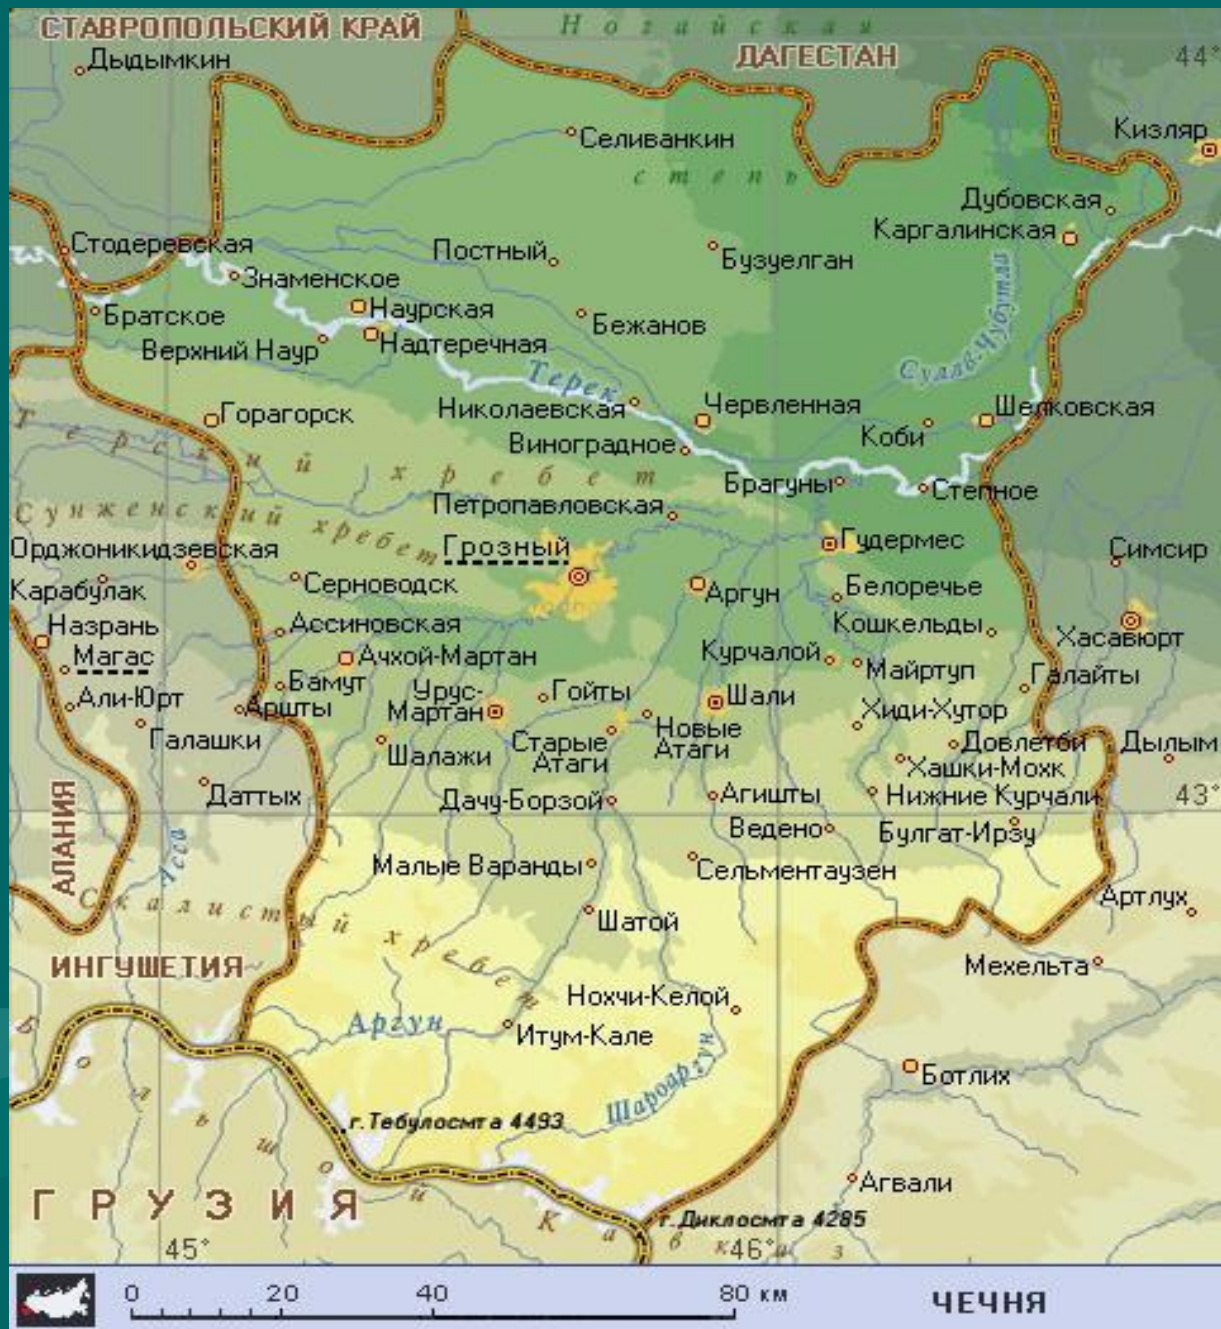 СТАВРОПОЛЬСКИЙ КРАЙ
Ногайская
степь
ДАГЕСТАН
44°
Дыдымкин
Селиванкин
Кизляр
Дубовская
Каргалинская
Стодеревская
Постный
Бузуелган
Знаменское
Наурская
Братское
Бежанов
Верхний Наур
Надтеречная
Сулла-Чубутла
Терек
Николаевская
Червленная
Шелковская
Горагорск
Коби
Виноградное
Терский хребет
Брагуны
Степное
Петропавловская
Сунженский хребет
Грозный
Гудермес
Орджоникидзевская
Симсир
Серноводск
Аргун
Белоречье
Карабулак
Назрань
Ассиновская
Кошкельды
Хасавюрт
Магас
Ачхой-Мартан
Курчалой
Майртуп
Галайты
Бамут
Урус-
Мартан
Гойты
Шали
Али-Юрт
Аршты
Хиди-Хутор
Галашки
Шалажи
Старые
Атаги
Новые
Атаги
Довлетби
Дылым
Хашки-Мохк
Даттых
Дачу-Борзой
Агишты
Нижние Курчали
43°
АЛАНИЯ
Ведено
Булгат-Ирзу
Асса
Малые Варанды
Сельментаузен
Скалистый хребет
Шатой
Артлух
ИНГУШЕТИЯ
Мехельта
Нохчи-Келой
Аргун
Итум-Кале
Шароаргун
Ботлих
г.Тебулосмта 4493
Большой Кавказ
Агвали
ГРУЗИЯ
г.Диклосмта 4285
45°
46°
0 20 40 80 км
ЧЕЧНЯ